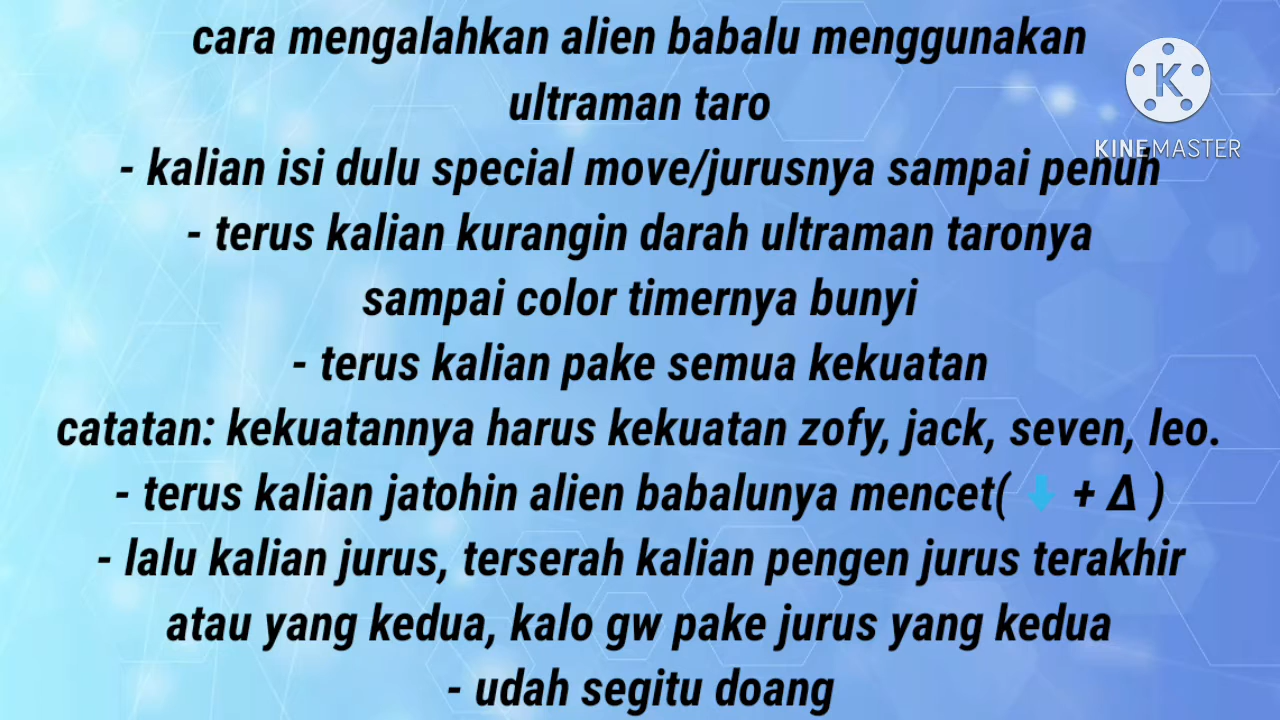 cara mengalahkan alien babalu menggunakan
ultraman taro
- kalian isi dulu special move/jurusnya sampai penuh
- terus kalian kurangin darah ultraman taronya
sampai color timernya bunyi
- terus kalian pake semua kekuatan
catatan: kekuatannya harus kekuatan zofy, jack, seven, leo.
- terus kalian jatohin alien babalunya mencet( ⬇ + Δ )
- lalu kalian jurus, terserah kalian pengen jurus terakhir
atau yang kedua, kalo gw pake jurus yang kedua
- udah segitu doang
K
KINEMASTER